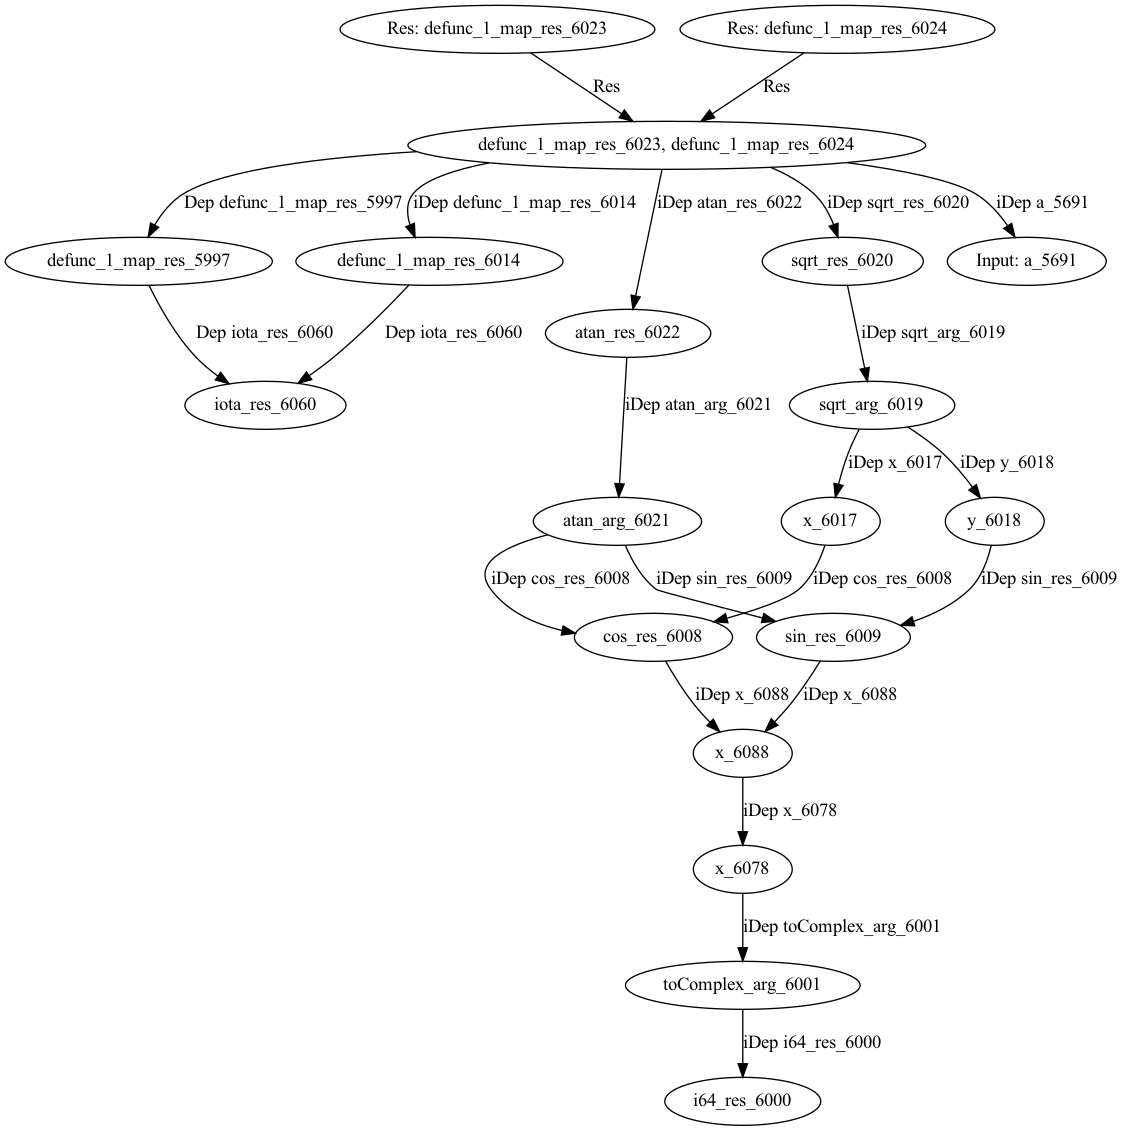 Res: defunc_1_map_res_6023
Res: defunc_1_map_res_6024
Res
Res
defunc_1_map_res_6023, defunc_1_map_res_6024
Dep defunc_1_map_res_5997
iDep defunc_1_map_res_6014
iDep atan_res_6022
iDep sqrt_res_6020
iDep a_5691
defunc_1_map_res_5997
defunc_1_map_res_6014
sqrt_res_6020
Input: a_5691
Dep iota_res_6060
Dep iota_res_6060
atan_res_6022
iDep sqrt_arg_6019
iota_res_6060
iDep atan_arg_6021
sqrt_arg_6019
iDep x_6017
iDep y_6018
atan_arg_6021
x_6017
y_6018
iDep cos_res_6008
iDep sin_res_6009
iDep cos_res_6008
iDep sin_res_6009
cos_res_6008
sin_res_6009
iDep x_6088
iDep x_6088
x_6088
iDep x_6078
x_6078
iDep toComplex_arg_6001
toComplex_arg_6001
iDep i64_res_6000
i64_res_6000